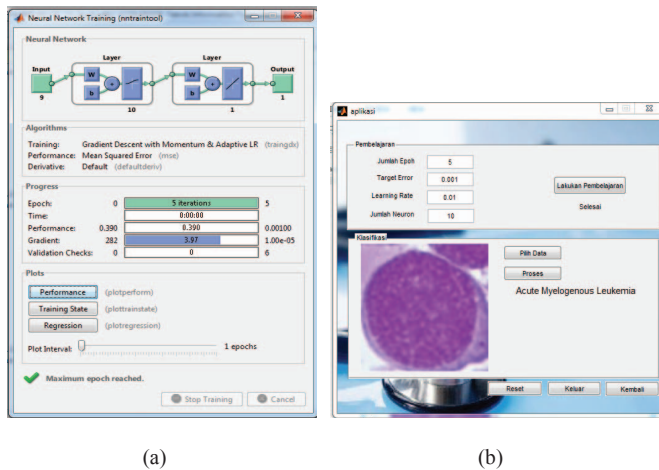 Neural Network Training (nntraintool)
Neural Network
Input
Layer
Layer
Output
W
b
W
b
9
10
1
1
Algorithms
Training: Gradient Descent with Momentum & Adaptive LR (traingdx)
Performance: Mean Squared Error (mse)
Derivative: Default (defaultderiv)
Progress
Epoch: 0 5 iterations 5
Time: 0:00:00
Performance: 0.390 0.390 0.00100
Gradient: 282 3.97 1.00e-05
Validation Checks: 0 0 6
Plots
Performance (plotperform)
Training State (plottrainstate)
Regression (plotregression)
Plot Interval: 1 epochs
Maximum epoch reached.
Stop Training Cancel
(a)
aplikasi
Pembelajaran
Jumlah Epoh 5
Target Error 0.001
Learning Rate 0.01
Jumlah Neuron 10
Lakukan Pembelajaran
Selesai
Klasifikasi
Pilih Data
Proses
Acute Myelogenous Leukemia
Reset Keluar Kembali
(b)